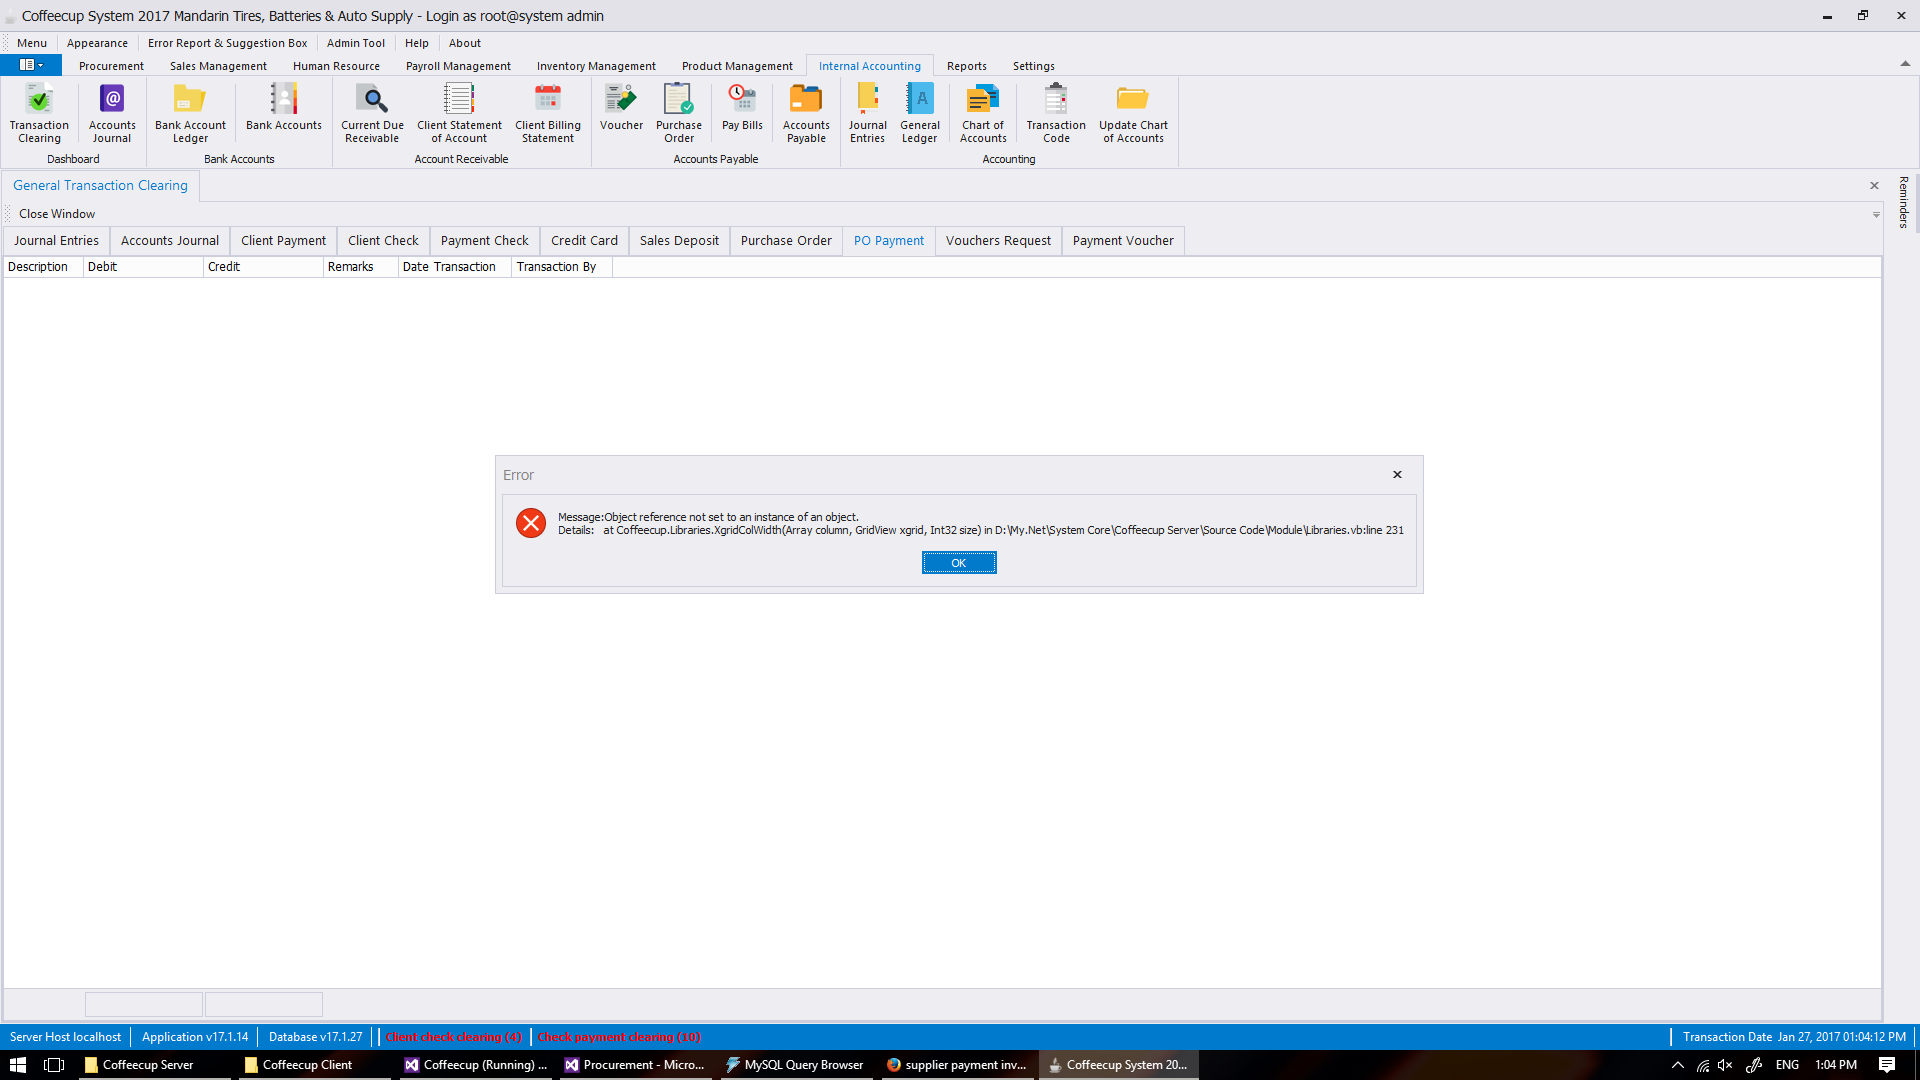 Coffeecup System 2017 Mandarin Tires, Batteries & Auto Supply - Login as root@system admin
Menu Appearance Error Report & Suggestion Box Admin Tool Help About
Procurement Sales Management Human Resource Payroll Management Inventory Management Product Management Internal Accounting Reports Settings
Transaction Clearing
Accounts Journal
Dashboard
Bank Account Ledger
Bank Accounts
Bank Accounts
Current Due Receivable
Client Statement of Account
Client Billing Statement
Account Receivable
Voucher
Purchase Order
Pay Bills
Accounts Payable
Accounts Payable
Journal Entries
General Ledger
Chart of Accounts
Transaction Code
Update Chart of Accounts
Accounting
General Transaction Clearing
Reminders
Close Window
Journal Entries Accounts Journal Client Payment Client Check Payment Check Credit Card Sales Deposit Purchase Order PO Payment Vouchers Request Payment Voucher
Description Debit Credit Remarks Date Transaction Transaction By
Error
Message:Object reference not set to an instance of an object.
Details: at Coffeecup.Libraries.XgridColWidth(Array column, GridView xgrid, Int32 size) in D:\My.Net\System Core\Coffeecup Server\Source Code\Module\Libraries.vb:line 231
OK
Server Host localhost Application v17.1.14 Database v17.1.27 Client check clearing (4) Check payment clearing (10) Transaction Date Jan 27, 2017 01:04:12 PM
Coffeecup Server Coffeecup Client Coffeecup (Running) ... Procurement - Micro... MySQL Query Browser supplier payment inv... Coffeecup System 20... ENG 1:04 PM